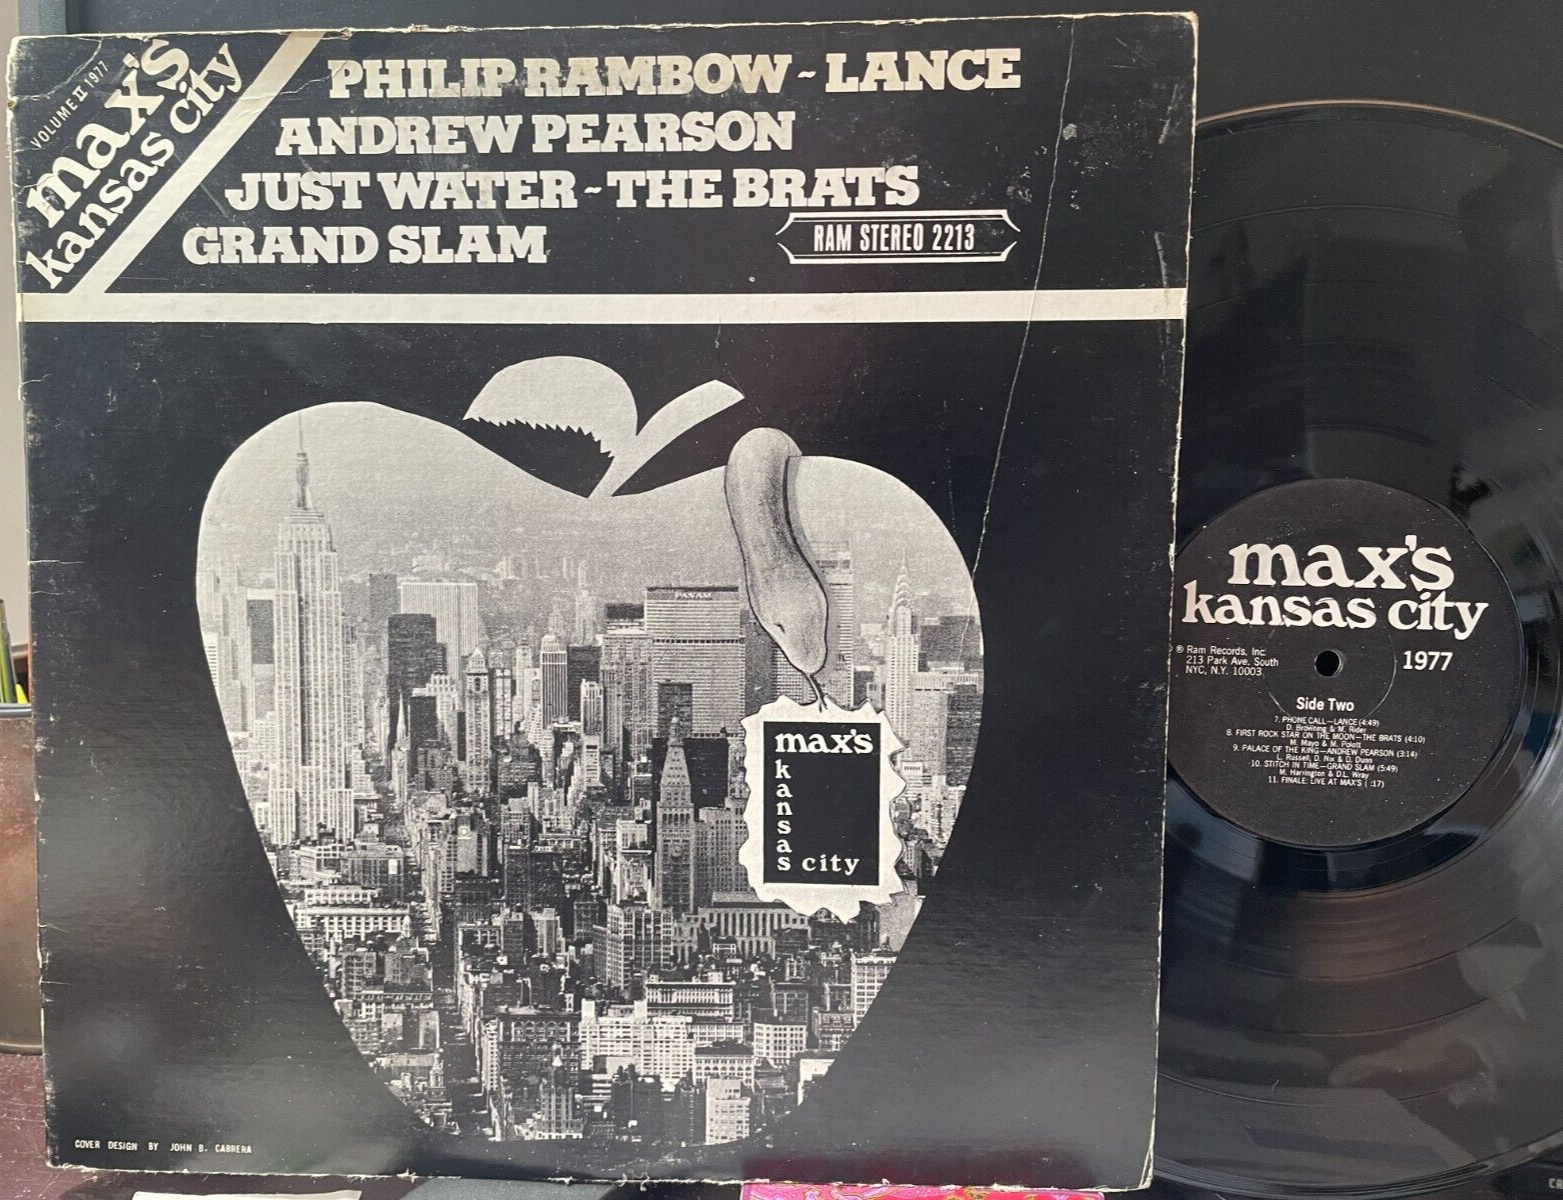 VOLUME II 1977
max's
kansas city
PHILIP RAMBOW ~ LANCE
ANDREW PEARSON
JUST WATER ~ THE BRATS
GRAND SLAM
RAM STEREO 2213
PANAM
max's
kansas city
COVER DESIGN BY JOHN B. CABRERA
max's
kansas city
1977
℗ Ram Records, Inc.
213 Park Ave. South
NYC, N.Y. 10003
Side Two
7. PHONE CALL—LANCE (4:49)
D. Browning & M. Rider
8. FIRST ROCK STAR ON THE MOON—THE BRATS (4:10)
M. Mayo & M. Polott
9. PALACE OF THE KING—ANDREW PEARSON (3:14)
L. Russell, D. Nix & D. Dunn
10. STITCH IN TIME—GRAND SLAM (5:49)
M. Harrington & D.L. Wray
11. FINALE: LIVE AT MAX'S ( :17)